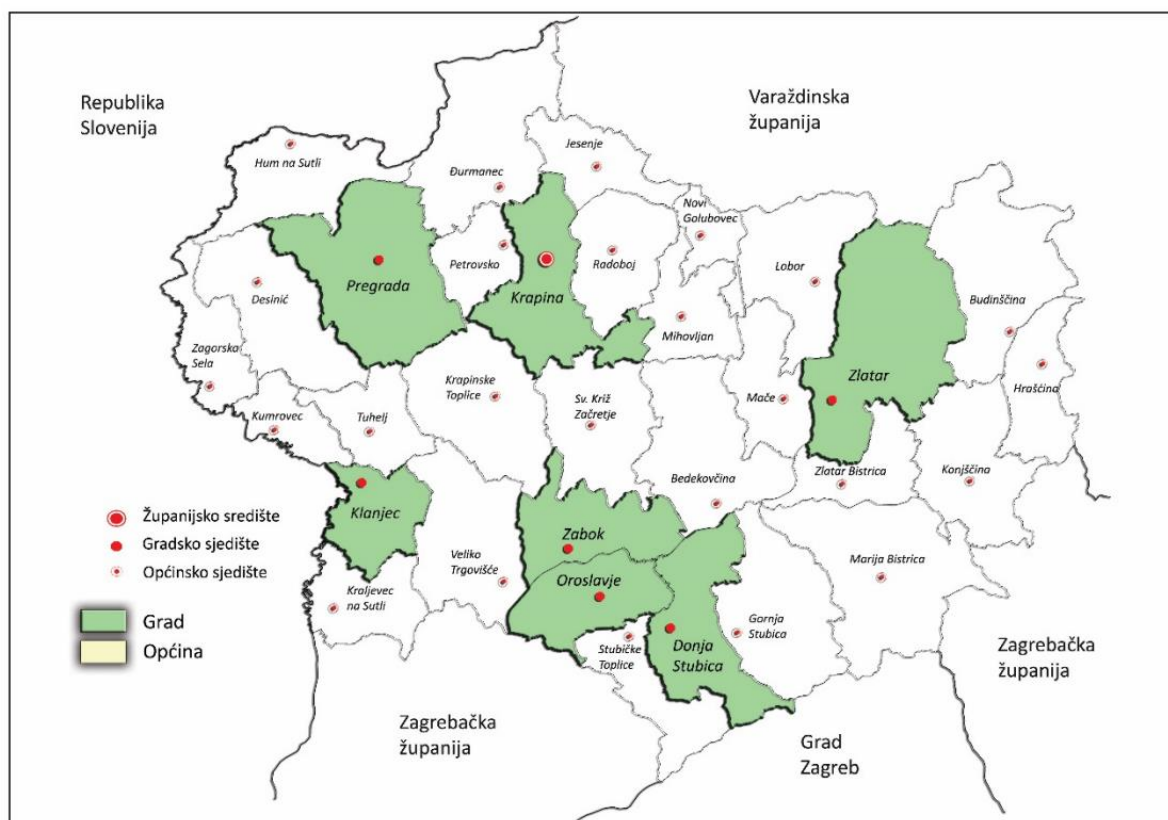 Republika
Slovenija
Varaždinska
županija
Hum na Sutli
Jesenje
Đurmanec
Novi
Golubovec
Petrovsko
Radoboj
Lobor
Desinić
Pregrada
Krapina
Budinščina
Mihovljan
Zagorska
Sela
Krapinske
Toplice
Zlatar
Hrašćina
Mače
Sv. Križ
Začretje
Kumrovec
Tuhelj
Bedekovčina
Zlatar Bistrica
Konjščina
Klanjec
Županijsko središte
Gradsko sjedište
Općinsko sjedište
Zabok
Veliko
Trgovišće
Oroslavje
Marija Bistrica
Kraljevec
na Sutli
Grad
Općina
Gornja
Stubica
Donja
Stubica
Stubičke
Toplice
Zagrebačka
županija
Zagrebačka
županija
Grad
Zagreb